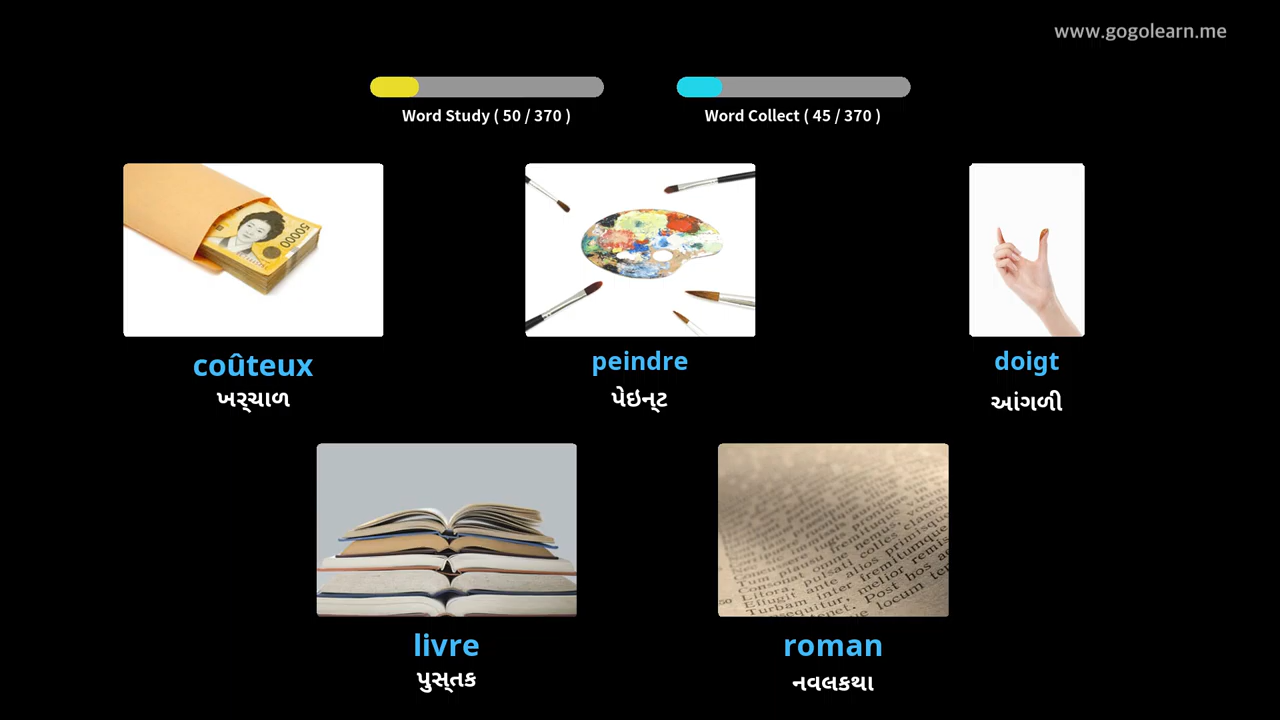 www.gogolearn.me
Word Study ( 50 / 370 )
Word Collect ( 45 / 370 )
50000
coûteux
ખર્ચાળ
peindre
પેઇન્ટ
doigt
આંગળી
livre
પુસ્તક
roman
નવલકથા